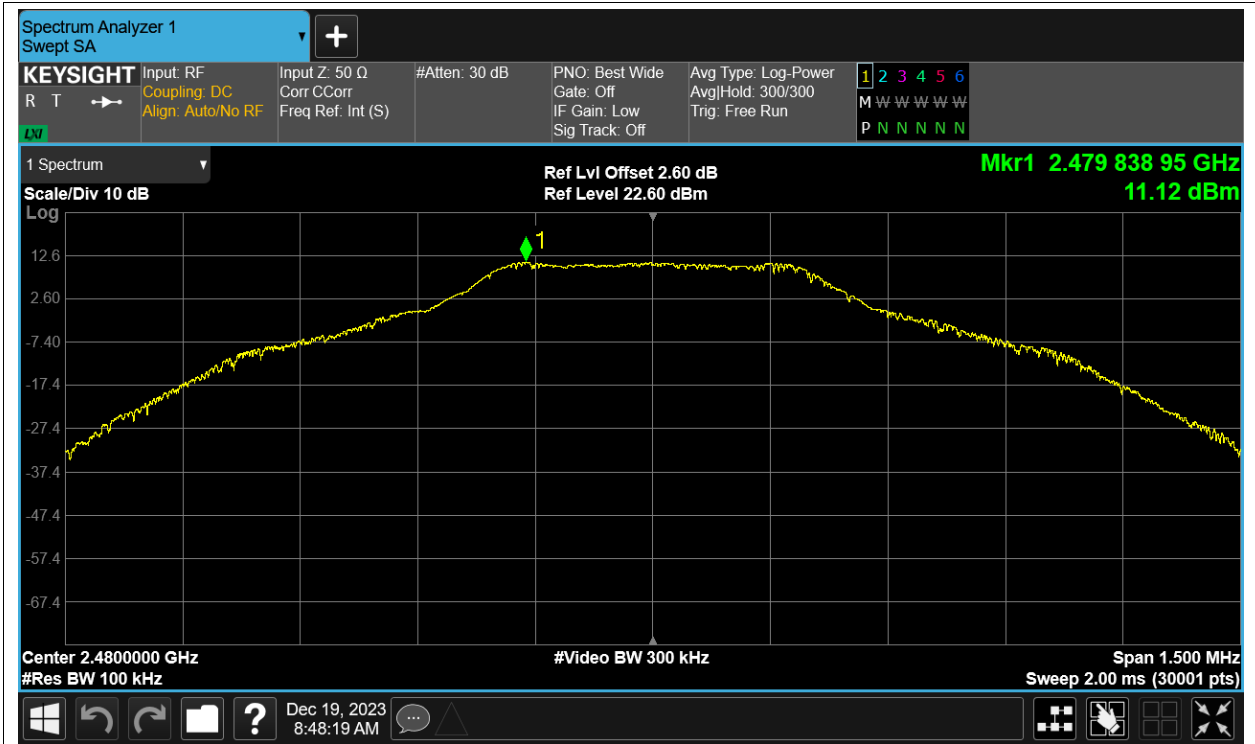 Spectrum Analyzer 1
Swept SA
KEYSIGHT
R T
LXI
Input: RF
Coupling: DC
Align: Auto/No RF
Input Z: 50 Ω
Corr CCorr
Freq Ref: Int (S)
#Atten: 30 dB
PNO: Best Wide
Gate: Off
IF Gain: Low
Sig Track: Off
Avg Type: Log-Power
Avg|Hold: 300/300
Trig: Free Run
1 2 3 4 5 6
M W W W W W
P N N N N N
1 Spectrum
Scale/Div 10 dB
Log
Ref Lvl Offset 2.60 dB
Ref Level 22.60 dBm
Mkr1 2.479 838 95 GHz
11.12 dBm
1
12.6
2.60
-7.40
-17.4
-27.4
-37.4
-47.4
-57.4
-67.4
Center 2.4800000 GHz
#Video BW 300 kHz
Span 1.500 MHz
#Res BW 100 kHz
Sweep 2.00 ms (30001 pts)
?
Dec 19, 2023
8:48:19 AM